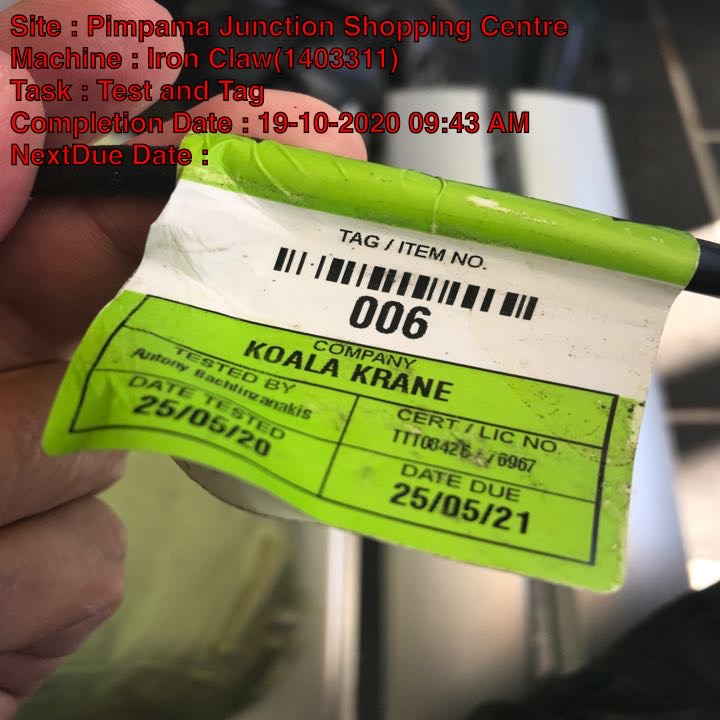 Site : Pimpama Junction Shopping Centre
Machine : Iron Claw(1403311)
Task : Test and Tag
Completion Date : 19-10-2020 09:43 AM
NextDue Date :
TAG / ITEM NO.
006
COMPANY
KOALA KRANE
TESTED BY
Antony Bachlinzanakis
CERT / LIC NO.
DATE TESTED
25/05/20
DATE DUE
25/05/21